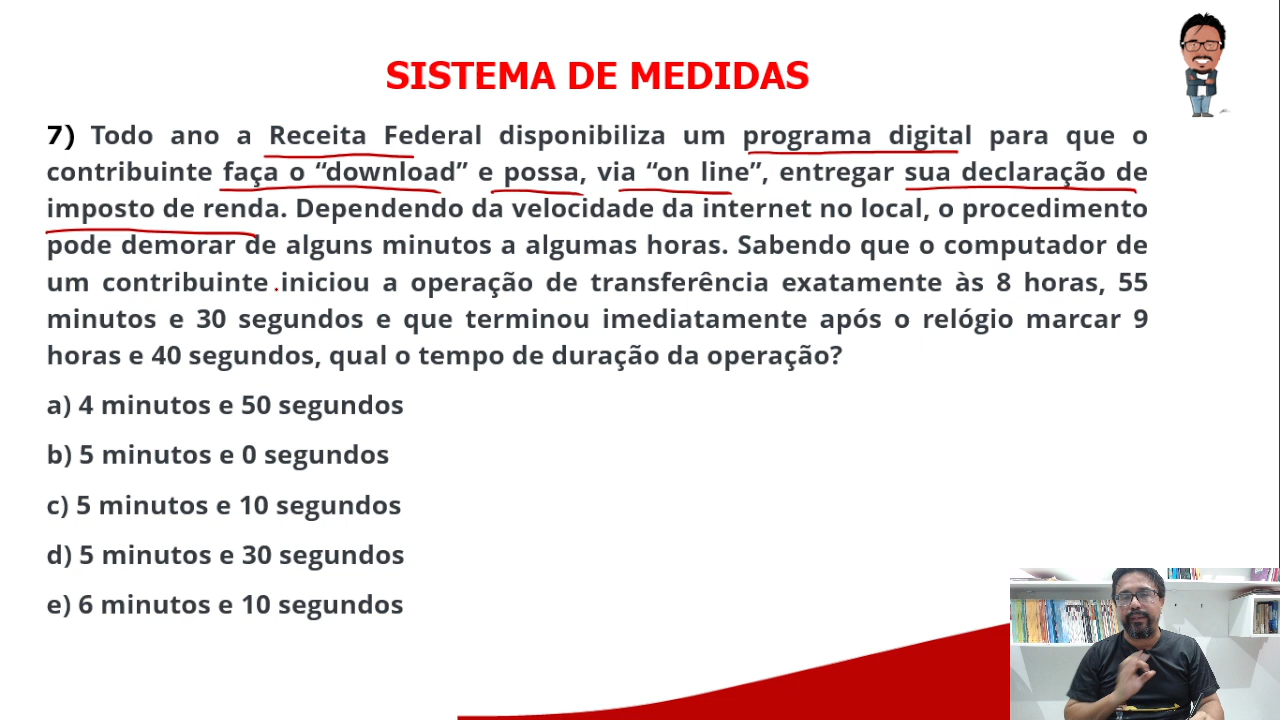 SISTEMA DE MEDIDAS
7) Todo ano a Receita Federal disponibiliza um programa digital para que o
contribuinte faça o “download” e possa, via “on line”, entregar sua declaração de
imposto de renda. Dependendo da velocidade da internet no local, o procedimento
pode demorar de alguns minutos a algumas horas. Sabendo que o computador de
um contribuinte iniciou a operação de transferência exatamente às 8 horas, 55
minutos e 30 segundos e que terminou imediatamente após o relógio marcar 9
horas e 40 segundos, qual o tempo de duração da operação?
a) 4 minutos e 50 segundos
b) 5 minutos e 0 segundos
c) 5 minutos e 10 segundos
d) 5 minutos e 30 segundos
e) 6 minutos e 10 segundos